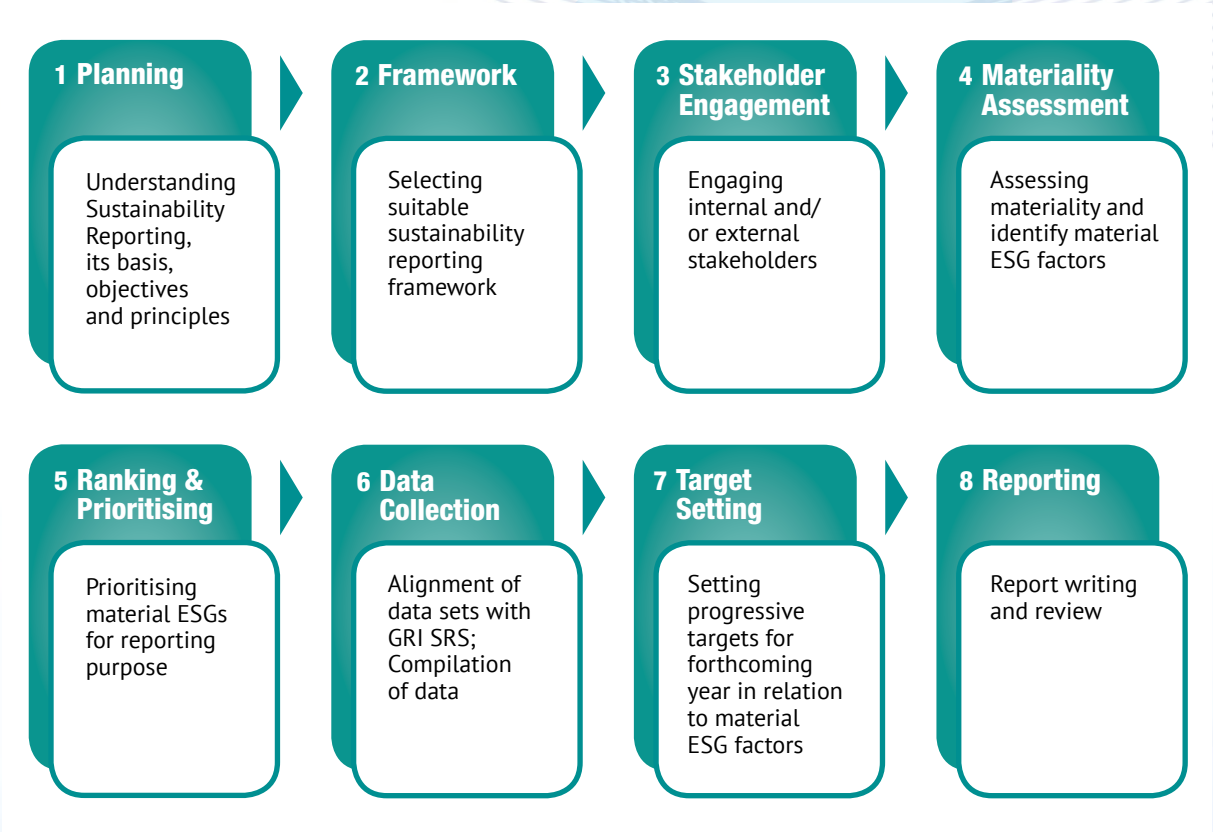 1 Planning
Understanding
Sustainability
Reporting,
its basis,
objectives
and principles
2 Framework
Selecting
suitable
sustainability
reporting
framework
3 Stakeholder
Engagement
Engaging
internal and/
or external
stakeholders
4 Materiality
Assessment
Assessing
materiality and
identify material
ESG factors
5 Ranking &
Prioritising
Prioritising
material ESGs
for reporting
purpose
6 Data
Collection
Alignment of
data sets with
GRI SRS;
Compilation
of data
7 Target
Setting
Setting
progressive
targets for
forthcoming
year in relation
to material
ESG factors
8 Reporting
Report writing
and review